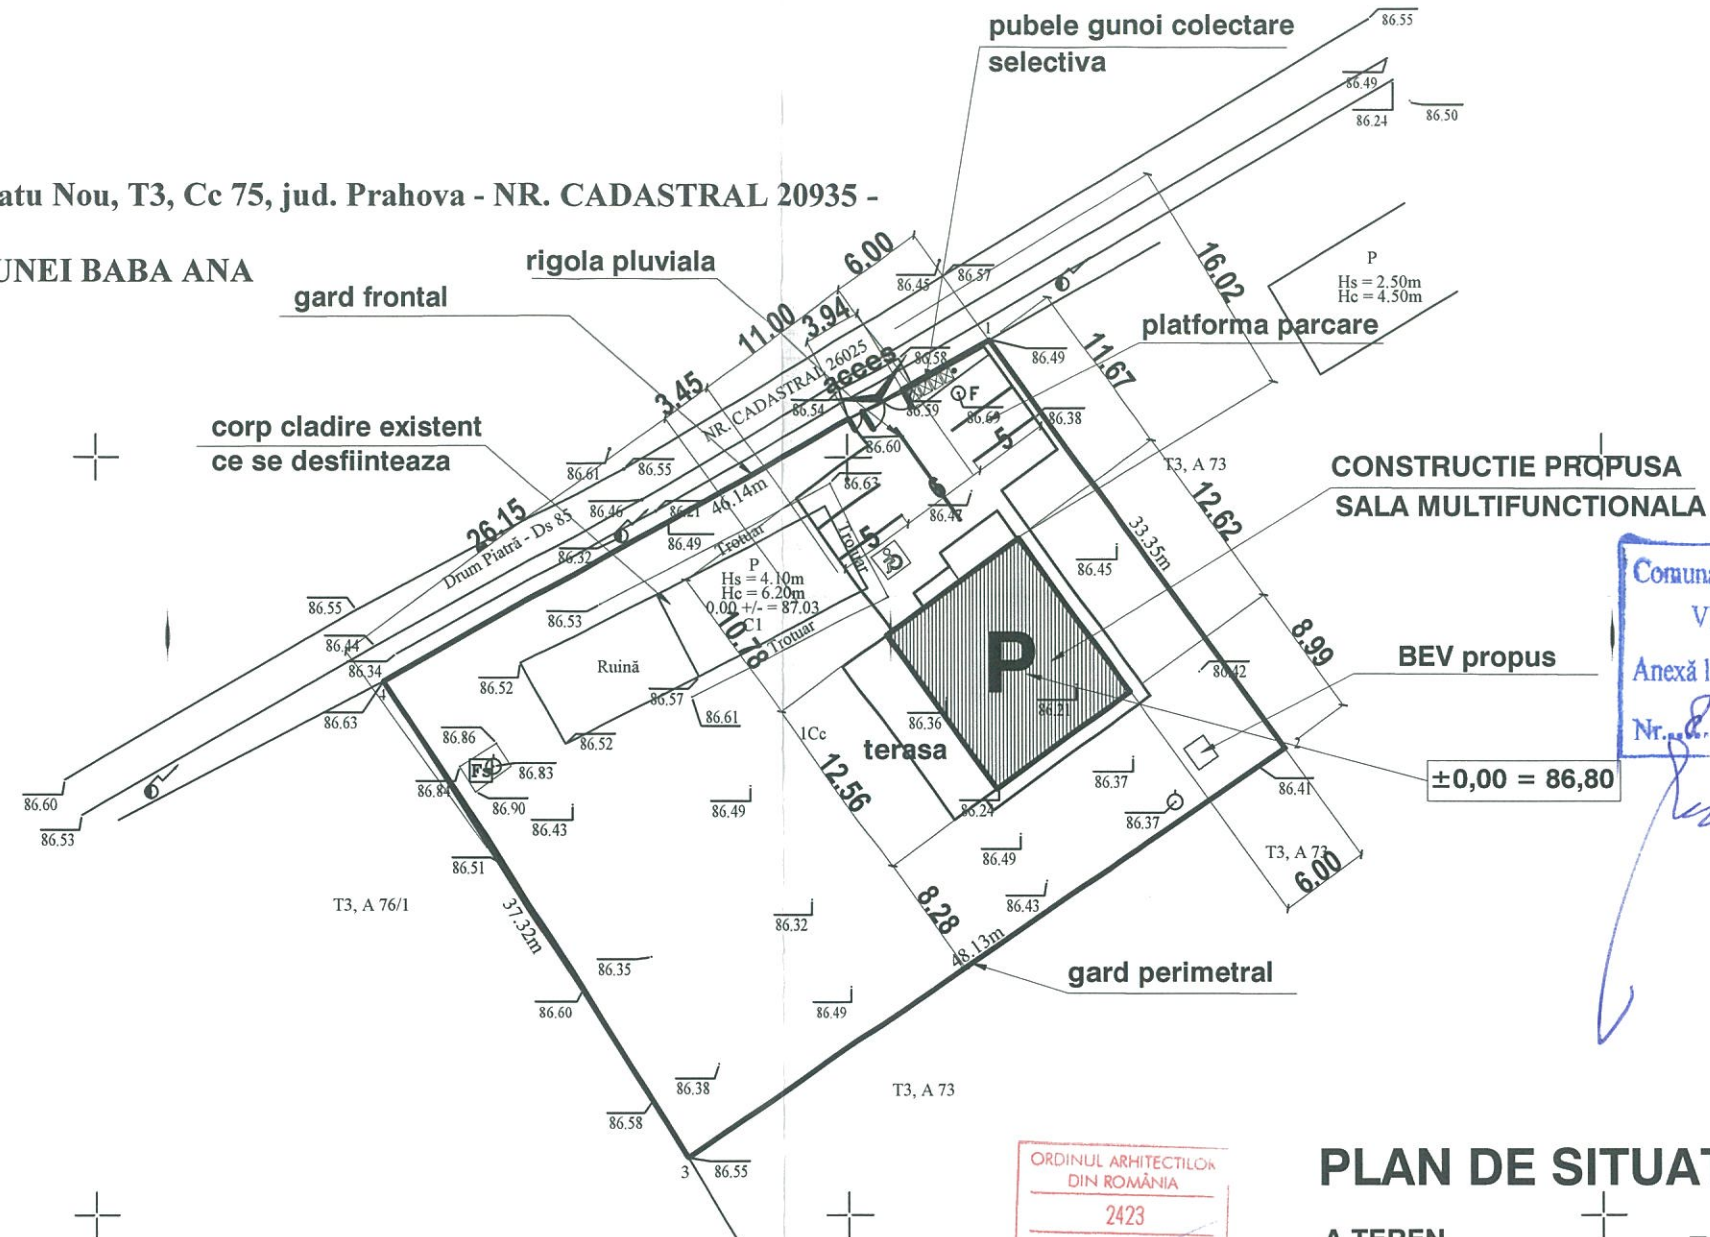 pubele gunoi colectare
selectiva
86.55
86.49
86.24
86.50
atu Nou, T3, Cc 75, jud. Prahova - NR. CADASTRAL 20935 -
UNEI BABA ANA
rigola pluviala
gard frontal
6.00
86.45
86.57
16.02
P
Hs = 2.50m
Hc = 4.50m
11.00
3.94
platforma parcare
1
86.49
11.67
3.45
NR. CADASTRAL 26025
acces
86.58
86.54
86.59
F
86.69
86.38
5
86.60
corp cladire existent
ce se desfiinteaza
86.61
86.55
46.14m
86.63
T3, A 73
CONSTRUCTIE PROPUSA
SALA MULTIFUNCTIONALA
86.46
86.21
86.47
12.62
33.35m
26.15
Drum Piatră - Ds 85
86.32
86.49
Trotuar
Trotuar
5
86.45
P
Hs = 4.10m
Hc = 6.20m
0.00 +/- = 87.03
C1
Trotuar
10.78
86.55
86.53
86.44
86.34
4
86.63
Ruină
86.52
86.57
86.61
86.52
P
86.21
86.36
terasa
1Cc
8.99
86.42
BEV propus
Comuna
V
Anexă l
Nr.
2
±0,00 = 86,80
86.41
86.86
Fs
86.83
86.84
86.90
86.43
86.49
12.56
86.24
86.37
86.37
86.60
86.53
86.51
86.49
T3, A 73
6.00
T3, A 76/1
37.32m
86.32
8.28
86.43
48.13m
86.35
gard perimetral
86.60
86.49
86.38
T3, A 73
86.58
3
86.55
ORDINUL ARHITECTILOR
DIN ROMÂNIA
2423
PLAN DE SITUAT
A TEREN